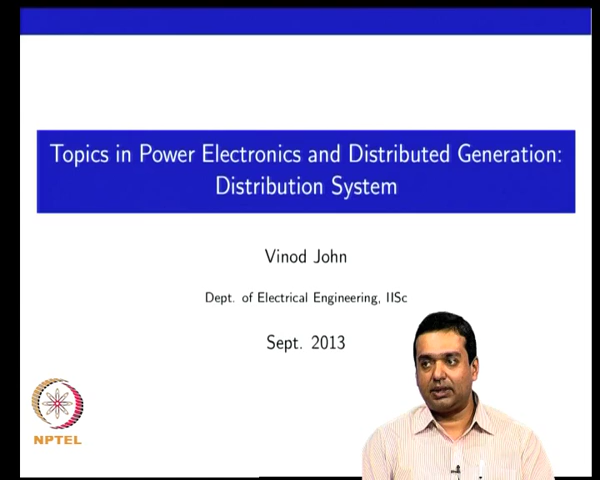 Topics in Power Electronics and Distributed Generation:
Distribution System
Vinod John
Dept. of Electrical Engineering, IISc
Sept. 2013
NPTEL